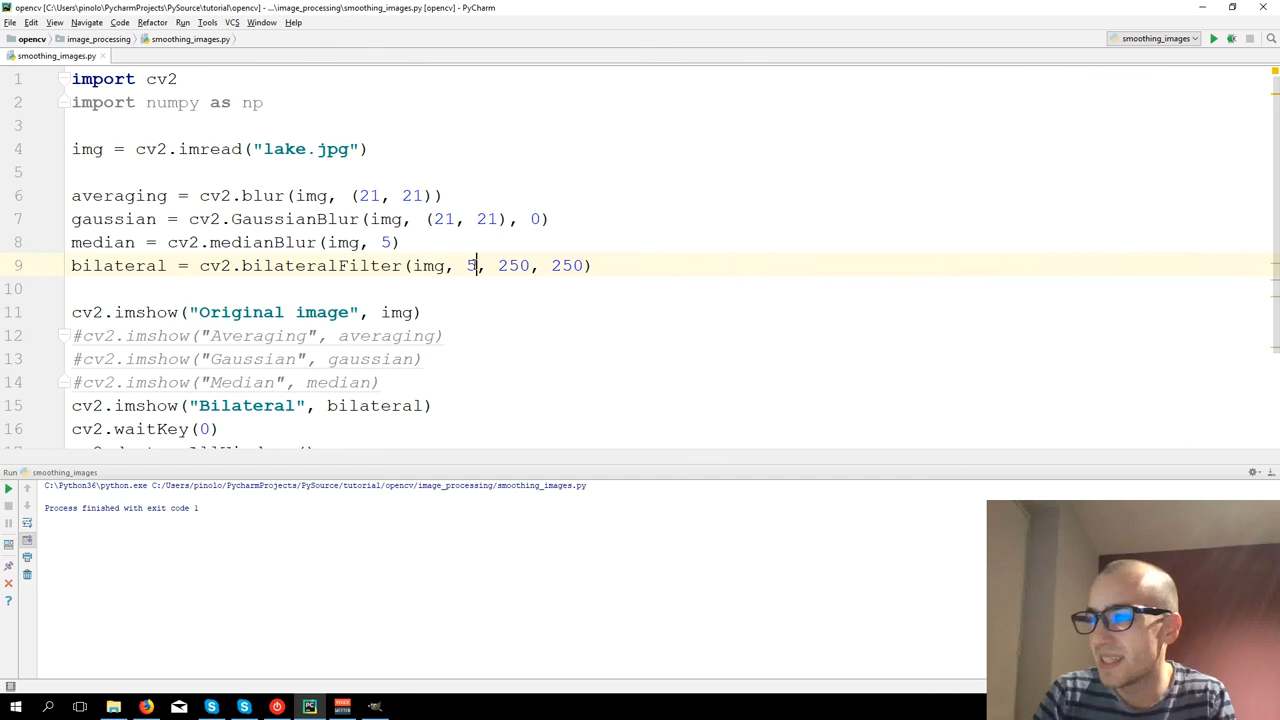 opencv [C:\Users\pinolo\PycharmProjects\PySource\tutorial\opencv] - ...\image_processing\smoothing_images.py [opencv] - PyCharm
File Edit View Navigate Code Refactor Run Tools VCS Window Help
opencv image_processing smoothing_images.py smoothing_images
smoothing_images.py
1 import cv2
2 import numpy as np
3
4 img = cv2.imread("lake.jpg")
5
6 averaging = cv2.blur(img, (21, 21))
7 gaussian = cv2.GaussianBlur(img, (21, 21), 0)
8 median = cv2.medianBlur(img, 5)
9 bilateral = cv2.bilateralFilter(img, 5, 250, 250)
10
11 cv2.imshow("Original image", img)
12 #cv2.imshow("Averaging", averaging)
13 #cv2.imshow("Gaussian", gaussian)
14 #cv2.imshow("Median", median)
15 cv2.imshow("Bilateral", bilateral)
16 cv2.waitKey(0)
Run smoothing_images
C:\Python36\python.exe C:/Users/pinolo/PycharmProjects/PySource/tutorial/opencv/image_processing/smoothing_images.py
Process finished with exit code 1